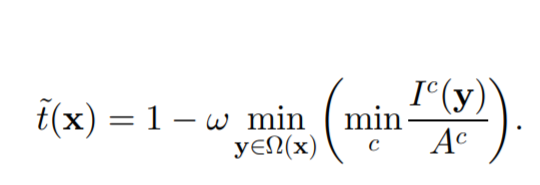 t̃(x) = 1 − ω min_{y∈Ω(x)} ( min_c I^c(y) / A^c ).